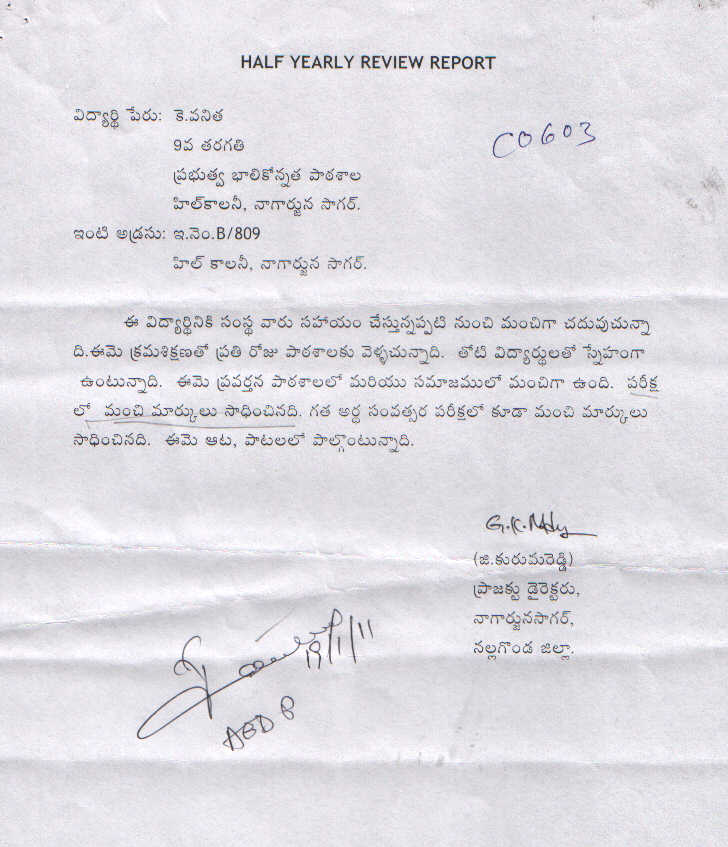 HALF YEARLY REVIEW REPORT
విద్యార్థి పేరు: కె.వనిత
C0603
9వ తరగతి
ప్రభుత్వ భాలికోన్నత పాఠశాల
హిల్‌కాలనీ, నాగార్జున సాగర్.
ఇంటి అడ్రసు: ఇ.నెం.B/809
హిల్ కాలనీ, నాగార్జున సాగర్.
ఈ విద్యార్థినికి సంస్థ వారు సహాయం చేస్తున్నప్పటి నుంచి మంచిగా చదువుచున్నా
ది.ఈమె క్రమశిక్షణతో ప్రతి రోజు పాఠశాలకు వెళ్ళచున్నాది. తోటి విద్యార్థులతో స్నేహంగా
ఉంటున్నాది. ఈమె ప్రవర్తన పాఠశాలలో మరియు సమాజములో మంచిగా ఉంది. పరీక్ష
లో మంచి మార్కులు సాధించినది. గత అర్ధ సంవత్సర పరీక్షలో కూడా మంచి మార్కులు
సాధించినది. ఈమె ఆట, పాటలలో పాల్గొంటున్నాది.
(జి.కురుమరెడ్డి)
ప్రాజక్టు డైరెక్టరు,
నాగార్జునసాగర్,
నల్లగొండ జిల్లా.
19/1/11